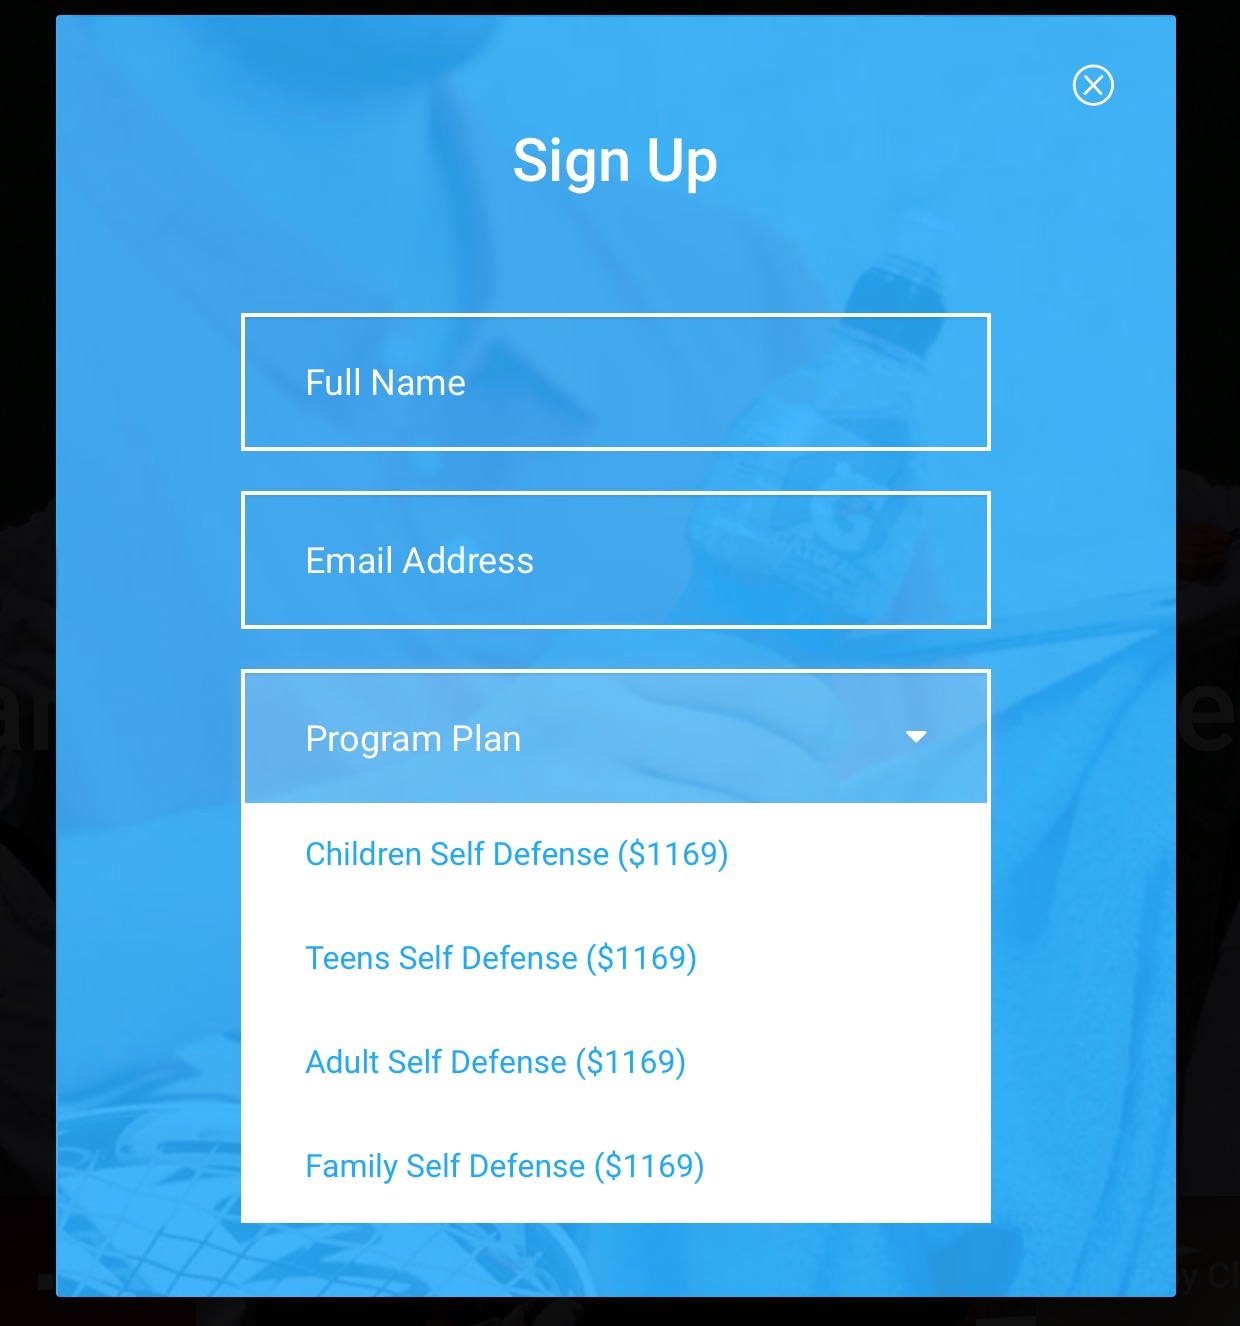 Sign Up
Full Name
Email Address
Program Plan
Children Self Defense ($1169)
Teens Self Defense ($1169)
Adult Self Defense ($1169)
Family Self Defense ($1169)
G